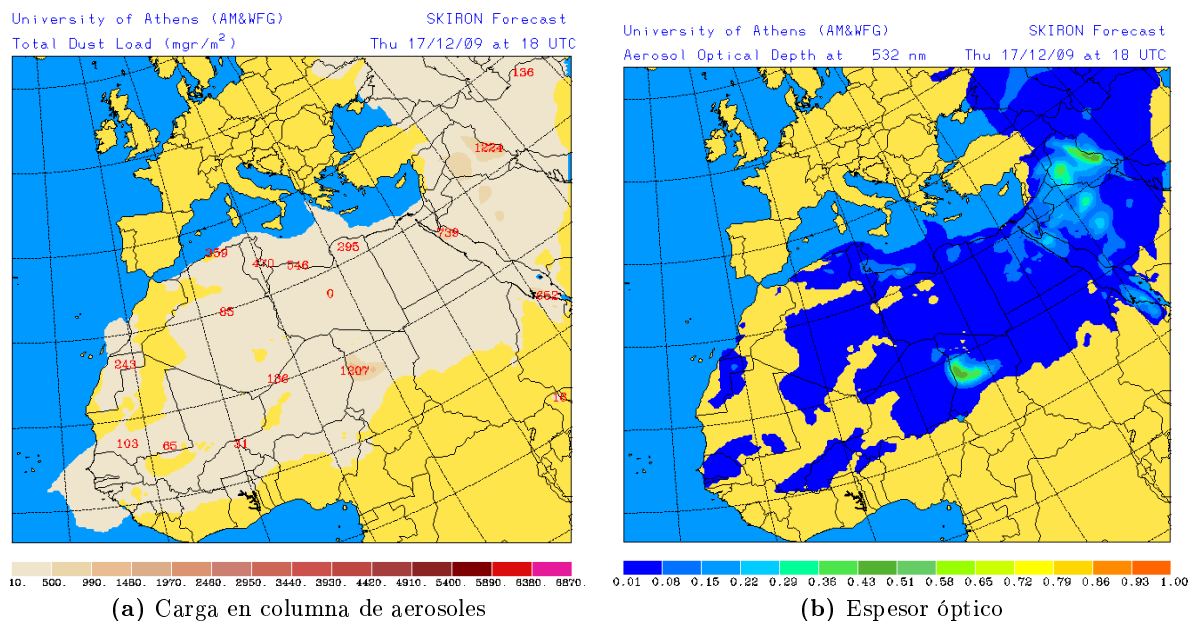 University of Athens (AM&WFG) SKIRON Forecast
Total Dust Load (mgr/m²) Thu 17/12/09 at 18 UTC
136
1224
739
295
359
470 546
0
652
85
243
186
1207
18
103 65 31
10. 500. 990. 1480. 1970. 2460. 2950. 3440. 3930. 4420. 4910. 5400. 5890. 6380. 6870.
(a) Carga en columna de aerosoles
University of Athens (AM&WFG) SKIRON Forecast
Aerosol Optical Depth at 532 nm Thu 17/12/09 at 18 UTC
0.01 0.08 0.15 0.22 0.29 0.36 0.43 0.51 0.58 0.65 0.72 0.79 0.86 0.93 1.00
(b) Espesor óptico